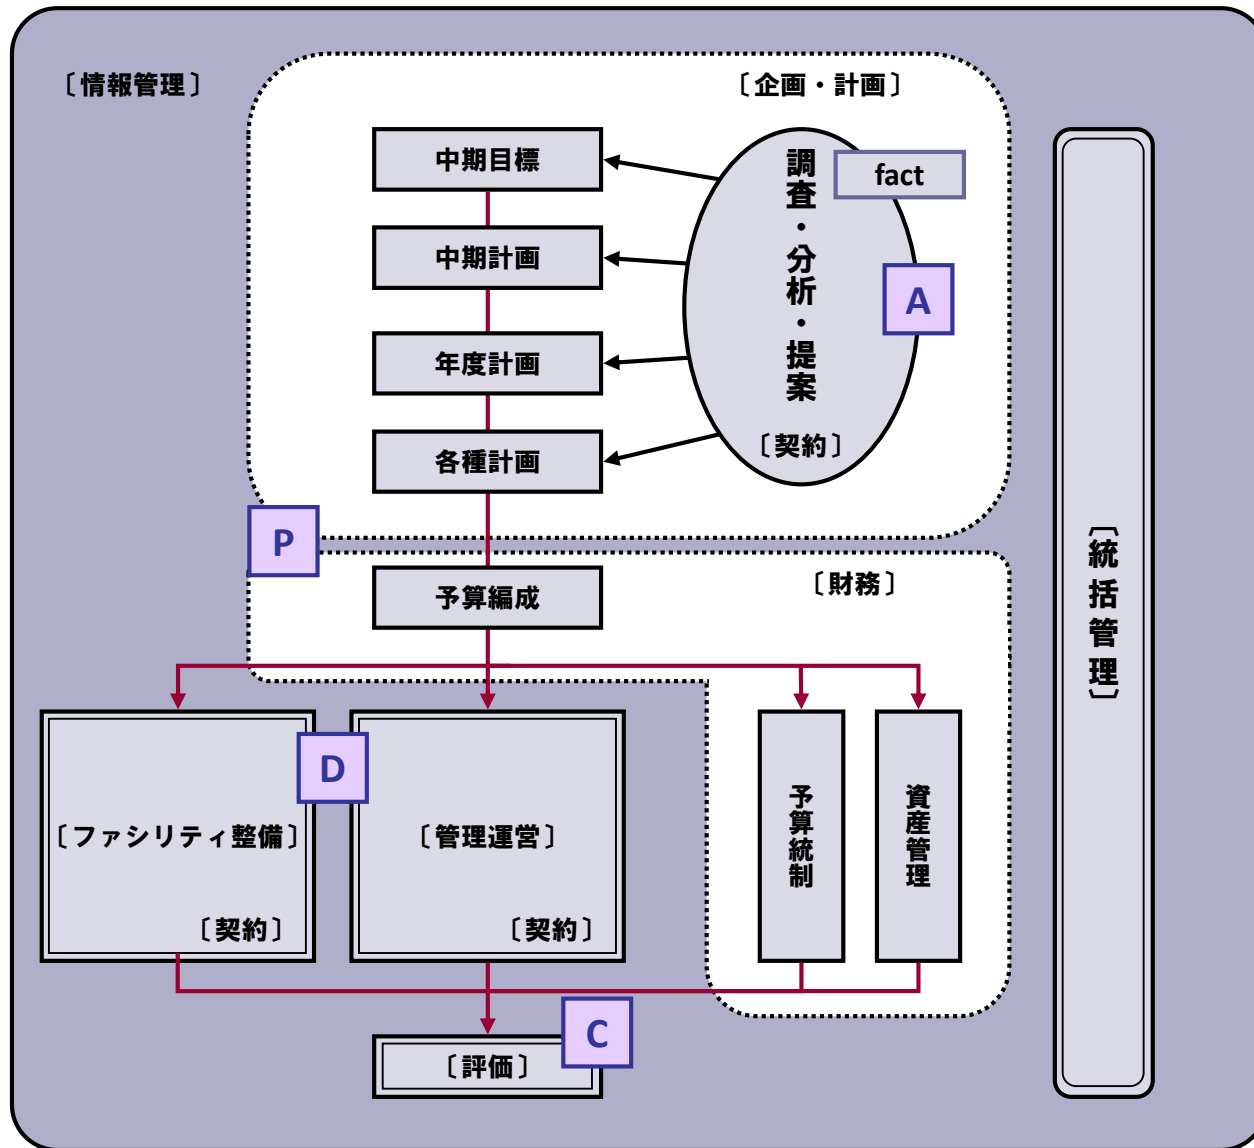 〔情報管理〕
〔企画・計画〕
中期目標
中期計画
年度計画
各種計画
調査・分析・提案
〔契約〕
fact
A
P
〔財務〕
予算編成
〔ファシリティ整備〕
〔契約〕
D
〔管理運営〕
〔契約〕
予算統制
資産管理
C
〔評価〕
〔統括管理〕